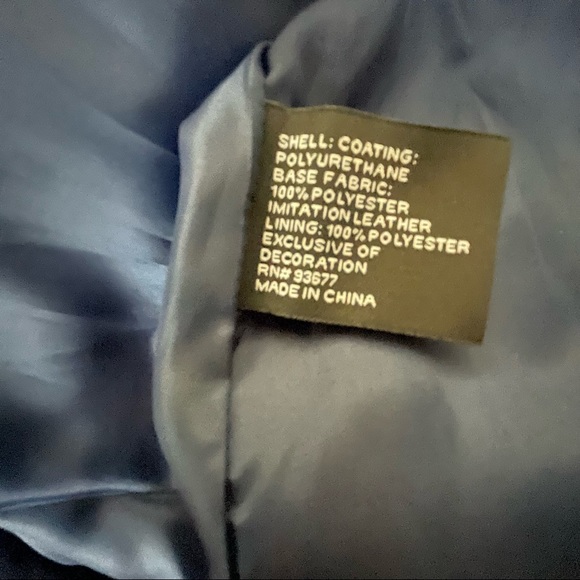 SHELL: COATING:
POLYURETHANE
BASE FABRIC:
100% POLYESTER
IMITATION LEATHER
LINING: 100% POLYESTER
EXCLUSIVE OF
DECORATION
RN# 93677
MADE IN CHINA